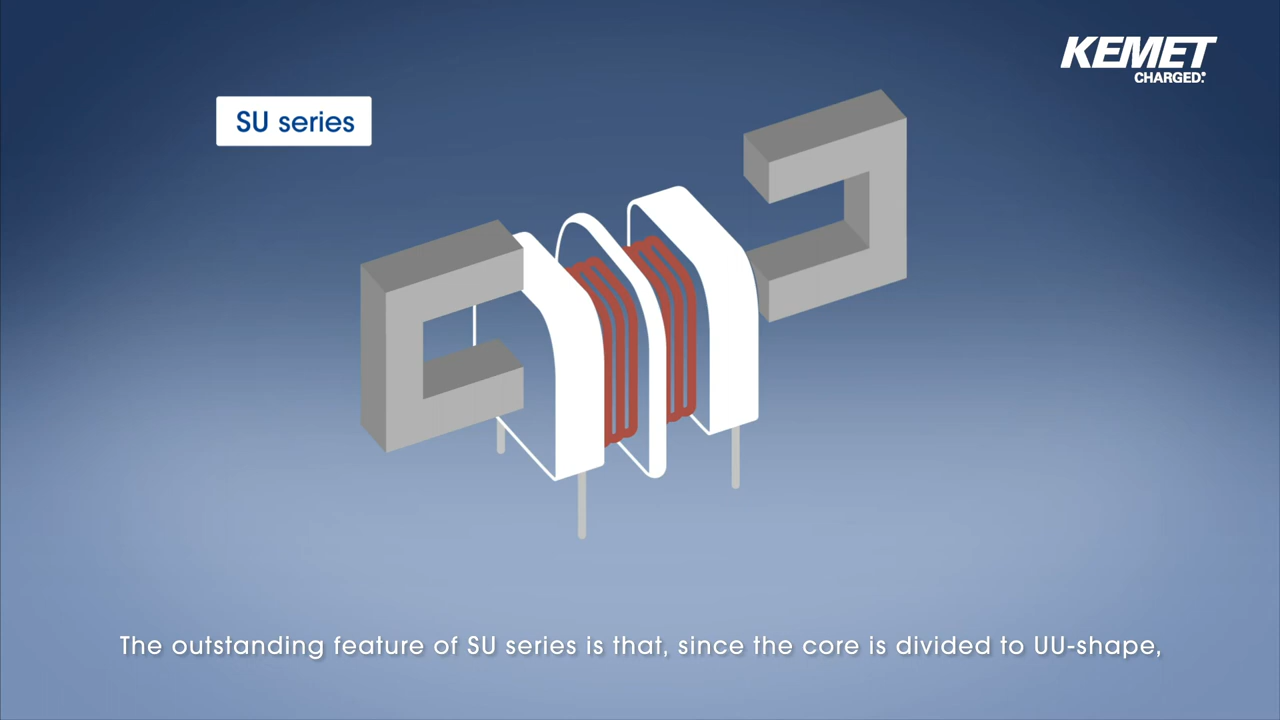 KEMET
CHARGED.
SU series
The outstanding feature of SU series is that, since the core is divided to UU-shape,